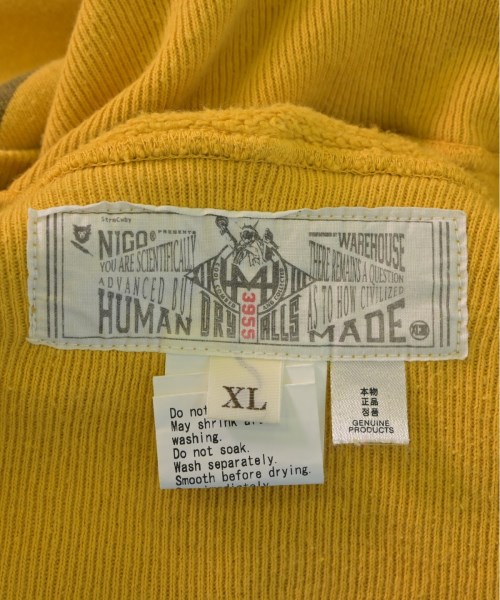 StrmCwBy
NIGO® PRESENTS
YOU ARE SCIENTIFICALLY
ADVANCED BUT
HUMAN
DRY ALLS
3955
WAREHOUSE
THERE REMAINS A QUESTION
AS TO HOW CIVILIZED
MADE
XL
Do not
May shrink
washing.
Do not soak.
Wash separately.
Smooth before drying.
本物
正品
정품
GENUINE
PRODUCTS